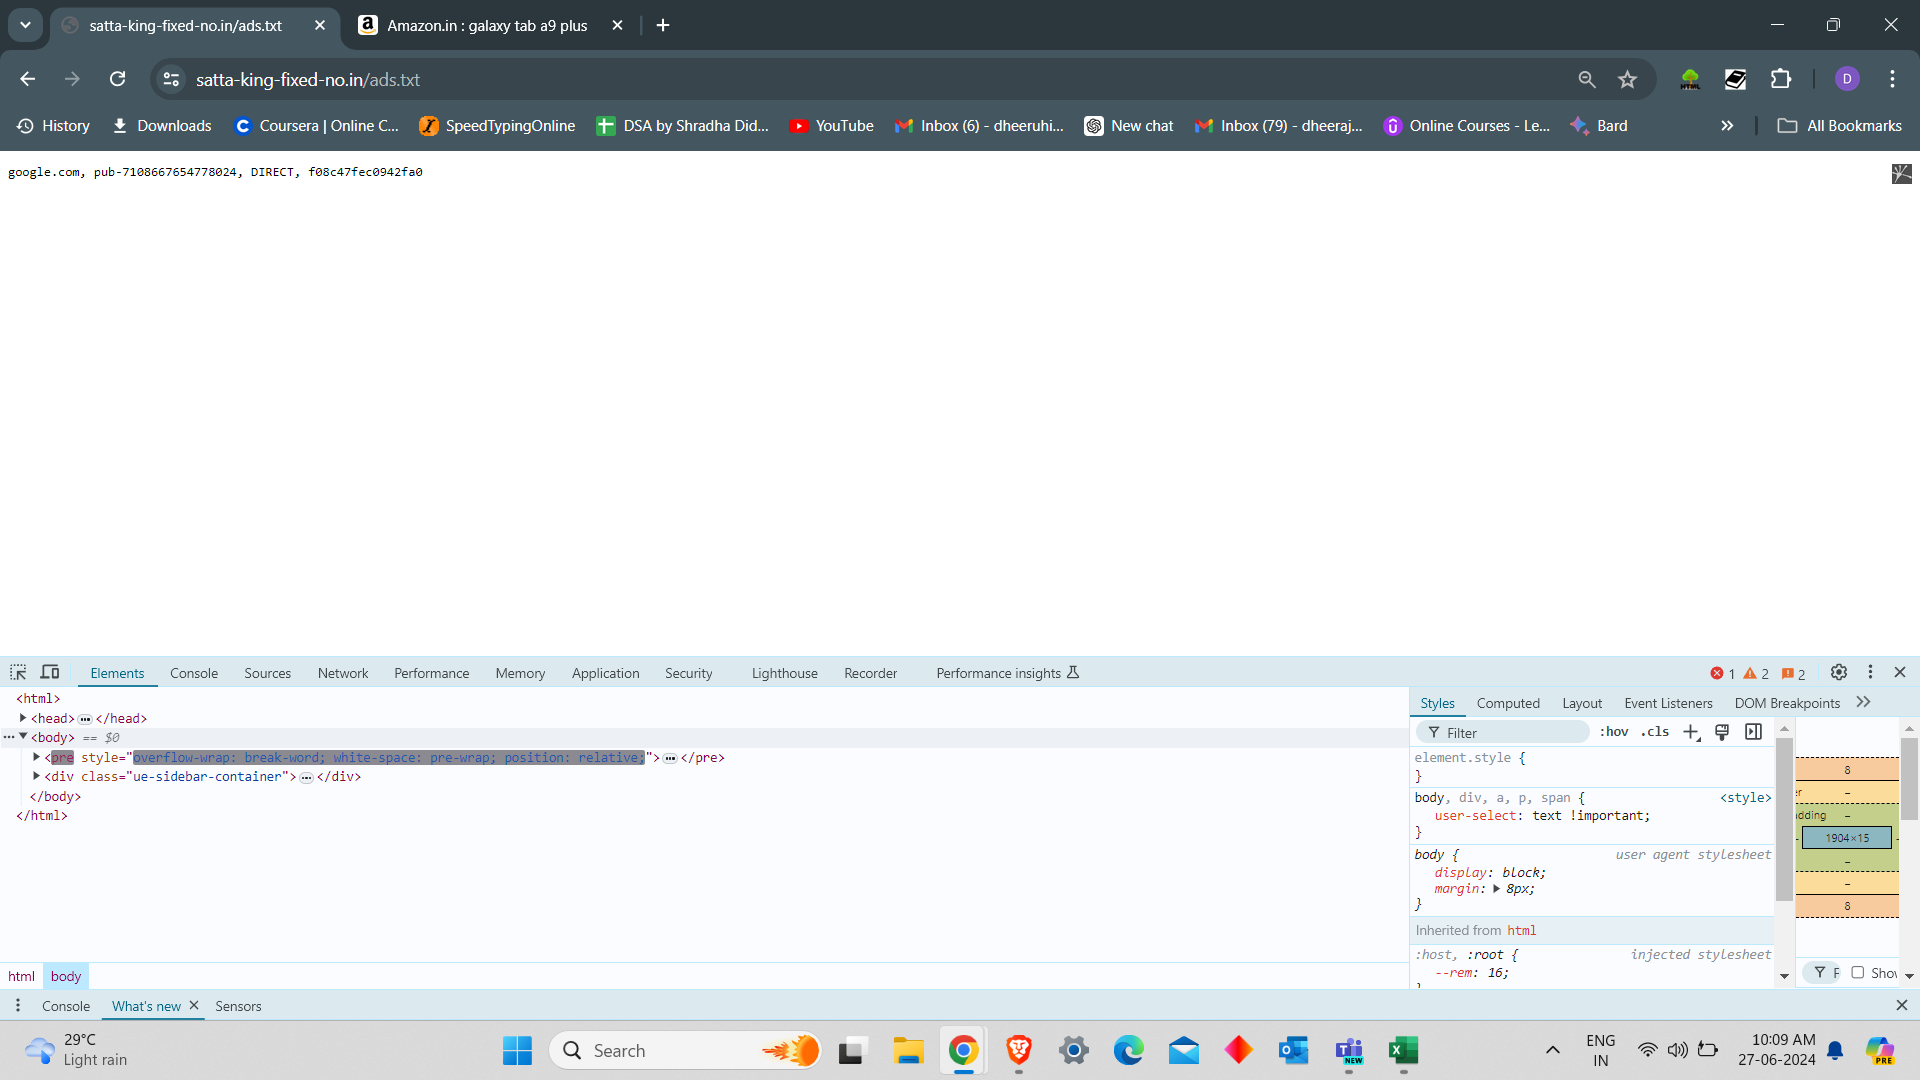 satta-king-fixed-no.in/ads.txt
Amazon.in : galaxy tab a9 plus
satta-king-fixed-no.in/ads.txt
D
History
Downloads
Coursera | Online C...
SpeedTypingOnline
DSA by Shradha Did...
YouTube
Inbox (6) - dheeruhi...
New chat
Inbox (79) - dheeraj...
Online Courses - Le...
Bard
All Bookmarks
google.com, pub-7108667654778024, DIRECT, f08c47fec0942fa0
Elements Console Sources Network Performance Memory Application Security Lighthouse Recorder Performance insights
1 2 2
<html>
<head> ... </head>
... <body> == $0
<pre style="overflow-wrap: break-word; white-space: pre-wrap; position: relative;"> ... </pre>
<div class="ue-sidebar-container"> ... </div>
</body>
</html>
html body
Styles Computed Layout Event Listeners DOM Breakpoints
Filter
:hov .cls
element.style {
}
body, div, a, p, span { <style>
user-select: text !important;
}
body { user agent stylesheet
display: block;
margin: 8px;
}
Inherited from html
:host, :root { injected stylesheet
--rem: 16;
8
er –
adding –
1904×15
–
–
8
F Show
Console What's new Sensors
29°C
Light rain
Search
NEW
ENG
IN
10:09 AM
27-06-2024
PRE